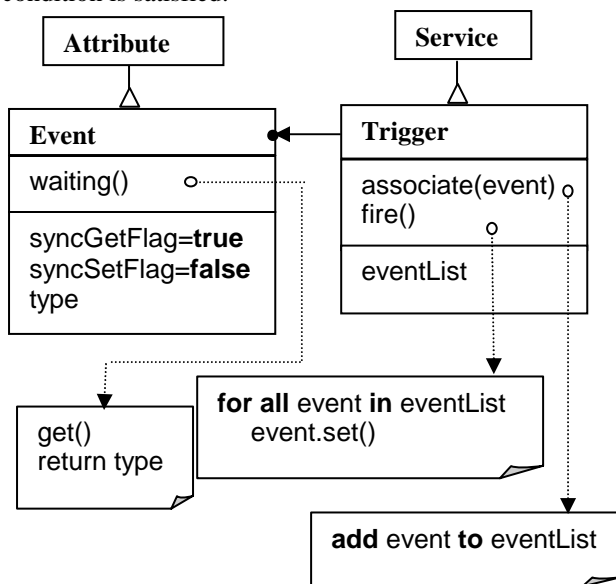 condition is satisfied.
Attribute
Service
Event
Trigger
waiting()
associate(event)
fire()
syncGetFlag=true
syncSetFlag=false
type
eventList
get()
return type
for all event in eventList
event.set()
add event to eventList